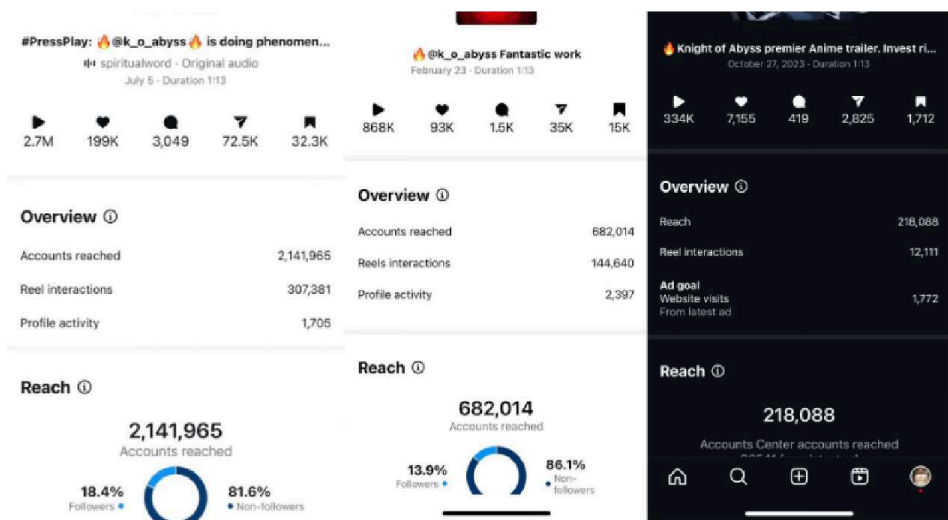 #PressPlay: 🔥@k_o_abyss🔥 is doing phenomen...
spiritualword · Original audio
July 5 · Duration 1:13
2.7M 199K 3,049 72.5K 32.3K
Overview
Accounts reached 2,141,965
Reel interactions 307,381
Profile activity 1,705
Reach
2,141,965
Accounts reached
18.4%
Followers
81.6%
Non-followers
🔥@k_o_abyss Fantastic work
February 23 · Duration 1:13
868K 93K 1.5K 35K 15K
Overview
Accounts reached 682,014
Reels interactions 144,640
Profile activity 2,397
Reach
682,014
Accounts reached
13.9%
Followers
86.1%
Non-
followers
🔥Knight of Abyss premier Anime trailer. Invest ri...
October 27, 2023 · Duration 1:13
334K 7,155 419 2,825 1,712
Overview
Reach 218,088
Reel interactions 12,111
Ad goal
Website visits 1,772
From latest ad
Reach
218,088
Accounts Center accounts reached